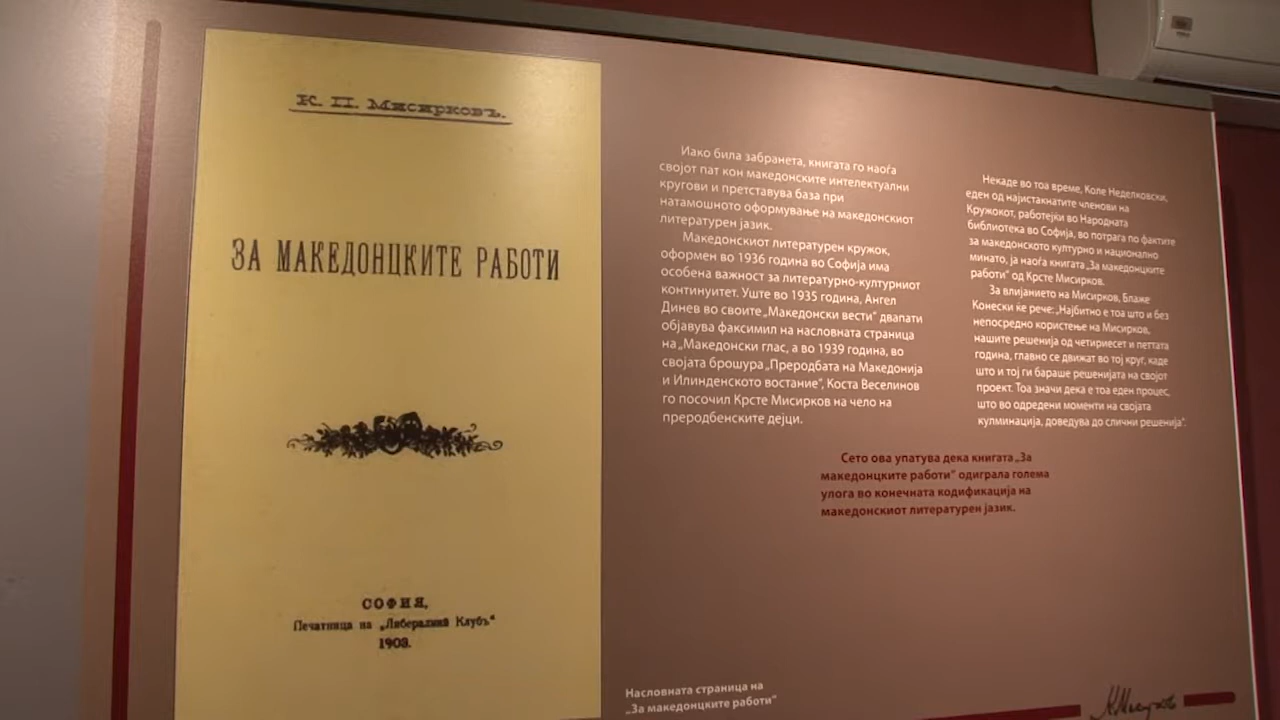 К. П. Мисирковъ.
ЗА МАКЕДОНЦКИТЕ РАБОТИ
СОФИЯ,
Печатница на „Либералний Клубъ“
1903.
Иако била забранета, книгата го наоѓа
својот пат кон македонските интелектуални
кругови и претставува база при
натамошното оформување на македонскиот
литературен јазик.
Македонскиот литературен кружок,
оформен во 1936 година во Софија има
особена важност за литературно-културниот
континуитет. Уште во 1935 година, Ангел
Динев во своите „Македонски вести“ двапати
објавува факсимил на насловната страница
на „Македонски глас, а во 1939 година, во
својата брошура „Преродбата на Македонија
и Илинденското востание“, Коста Веселинов
го посочил Крсте Мисирков на чело на
преродбенските дејци.
Некаде во тоа време, Коле Неделковски,
еден од најистакнатите членови на
Кружокот, работејќи во Народната
библиотека во Софија, во потрага по фактите
за македонското културно и национално
минато, ја наоѓа книгата „За македонцките
работи“ од Крсте Мисирков.
За влијанието на Мисирков, Блаже
Конески ќе рече: „Најбитно е тоа што и без
непосредно користење на Мисирков,
нашите решенија од четириесет и петтата
година, главно се движат во тој круг, каде
што и тој ги бараше решенијата на својот
проект. Тоа значи дека е тоа еден процес,
што во одредени моменти на својата
кулминација, доведува до слични решенија“.
Сето ова упатува дека книгата „За
македонцките работи“ одиграла голема
улога во конечната кодификација на
македонскиот литературен јазик.
Насловната страница на
„За македонцките работи“